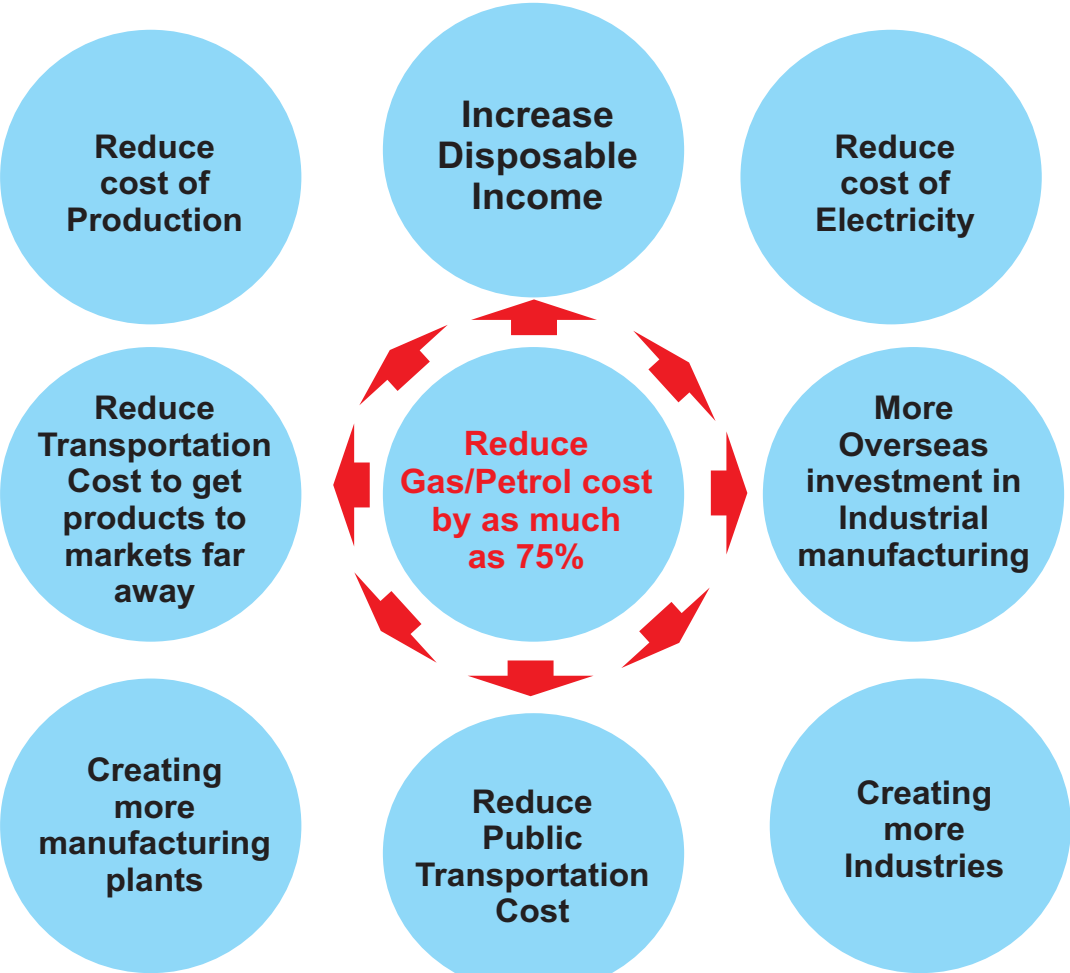 Reduce
cost of
Production
Increase
Disposable
Income
Reduce
cost of
Electricity
Reduce
Transportation
Cost to get
products to
markets far
away
Reduce
Gas/Petrol cost
by as much
as 75%
More
Overseas
investment in
Industrial
manufacturing
Creating
more
manufacturing
plants
Reduce
Public
Transportation
Cost
Creating
more
Industries